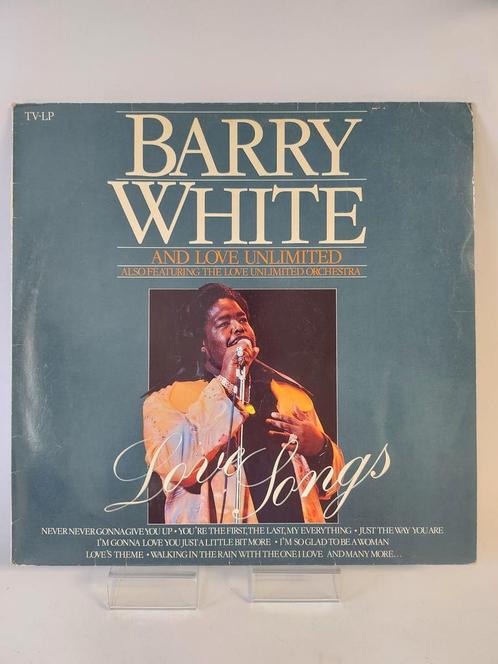 TV-LP
BARRY
WHITE
AND LOVE UNLIMITED
ALSO FEATURING THE LOVE UNLIMITED ORCHESTRA
Love Songs
NEVER NEVER GONNA GIVE YOU UP • YOU'RE THE FIRST, THE LAST, MY EVERYTHING • JUST THE WAY YOU ARE
I'M GONNA LOVE YOU JUST A LITTLE BIT MORE • I'M SO GLAD TO BE A WOMAN
LOVE'S THEME • WALKING IN THE RAIN WITH THE ONE I LOVE AND MANY MORE...